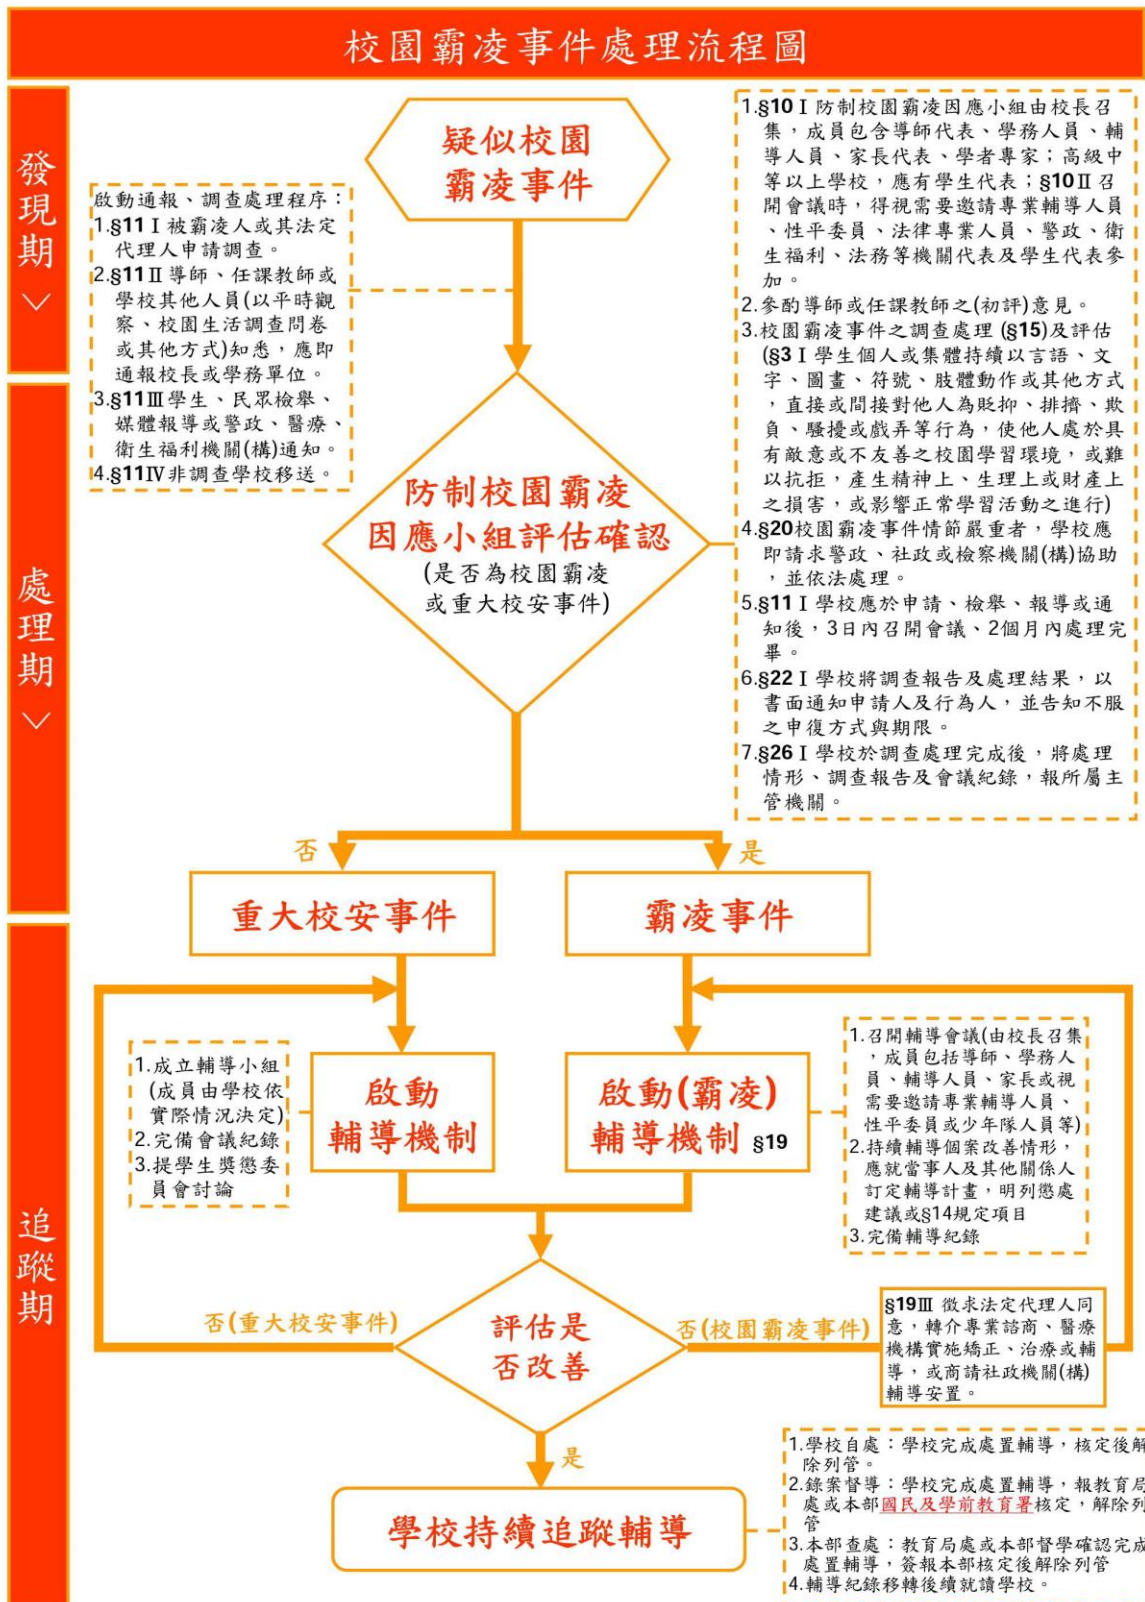 校園霸凌事件處理流程圖
發現期
處理期
追蹤期
疑似校園
霸凌事件
啟動通報、調查處理程序：
1.§11Ⅰ被霸凌人或其法定
代理人申請調查。
2.§11Ⅱ導師、任課教師或
學校其他人員(以平時觀
察、校園生活調查問卷
或其他方式)知悉，應即
通報校長或學務單位。
3.§11Ⅲ學生、民眾檢舉、
媒體報導或警政、醫療、
衛生福利機關(構)通知。
4.§11Ⅳ非調查學校移送。
1.§10Ⅰ防制校園霸凌因應小組由校長召
集，成員包含導師代表、學務人員、輔
導人員、家長代表、學者專家；高級中
等以上學校，應有學生代表；§10Ⅱ召
開會議時，得視需要邀請專業輔導人員
、性平委員、法律專業人員、警政、衛
生福利、法務等機關代表及學生代表參
加。
2.參酌導師或任課教師之(初評)意見。
3.校園霸凌事件之調查處理 (§15)及評估
(§3Ⅰ學生個人或集體持續以言語、文
字、圖畫、符號、肢體動作或其他方式
，直接或間接對他人為貶抑、排擠、欺
負、騷擾或戲弄等行為，使他人處於具
有敵意或不友善之校園學習環境，或難
以抗拒，產生精神上、生理上或財產上
之損害，或影響正常學習活動之進行)
4.§20校園霸凌事件情節嚴重者，學校應
即請求警政、社政或檢察機關(構)協助
，並依法處理。
5.§11Ⅰ學校應於申請、檢舉、報導或通
知後，3日內召開會議、2個月內處理完
畢。
6.§22Ⅰ學校將調查報告及處理結果，以
書面通知申請人及行為人，並告知不服
之申復方式與期限。
7.§26Ⅰ學校於調查處理完成後，將處理
情形、調查報告及會議紀錄，報所屬主
管機關。
防制校園霸凌
因應小組評估確認
(是否為校園霸凌
或重大校安事件)
否
是
重大校安事件
霸凌事件
1.成立輔導小組
(成員由學校依
實際情況決定)
2.完備會議紀錄
3.提學生獎懲委
員會討論
啟動
輔導機制
啟動(霸凌)
輔導機制 §19
1.召開輔導會議(由校長召集
，成員包括導師、學務人
員、輔導人員、家長或視
需要邀請專業輔導人員、
性平委員或少年隊人員等)
2.持續輔導個案改善情形，
應就當事人及其他關係人
訂定輔導計畫，明列懲處
建議或§14規定項目
3.完備輔導紀錄
否(重大校安事件)
評估是
否改善
否(校園霸凌事件)
§19Ⅲ 徵求法定代理人同
意，轉介專業諮商、醫療
機構實施矯正、治療或輔
導，或商請社政機關(構)
輔導安置。
是
學校持續追蹤輔導
1.學校自處：學校完成處置輔導，核定後解
除列管。
2.錄案督導：學校完成處置輔導，報教育局
處或本部國民及學前教育署核定，解除列
管
3.本部查處：教育局處或本部督學確認完成
處置輔導，簽報本部核定後解除列管
4.輔導紀錄移轉後續就讀學校。